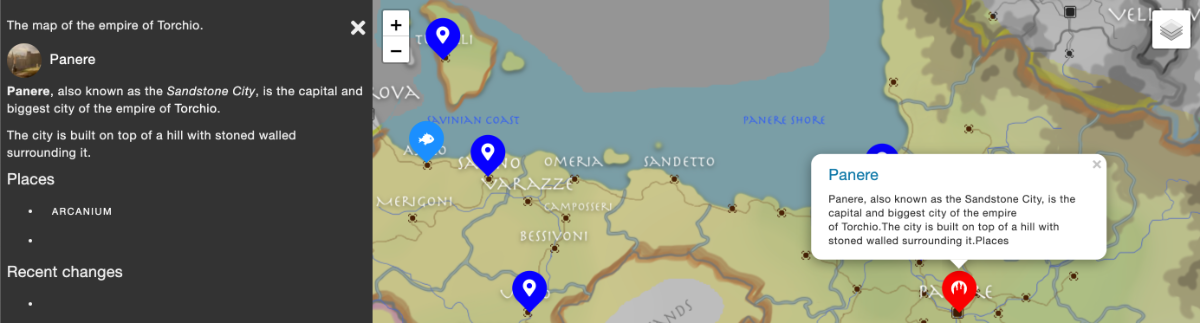 The map of the empire of Torchio.
Panere
Panere, also known as the Sandstone City, is the capital and
biggest city of the empire of Torchio.
The city is built on top of a hill with stoned walled
surrounding it.
Places
ARCANIUM
Recent changes
+
−
SAVINIAN COAST
PANERE SHORE
OMERIA
SANDETTO
VARAZZE
MERIGONI
CAMPOSSERI
BESSIVONI
Panere
×
Panere, also known as the Sandstone City, is the
capital and biggest city of the empire
of Torchio.The city is built on top of a hill with
stoned walled surrounding it.Places